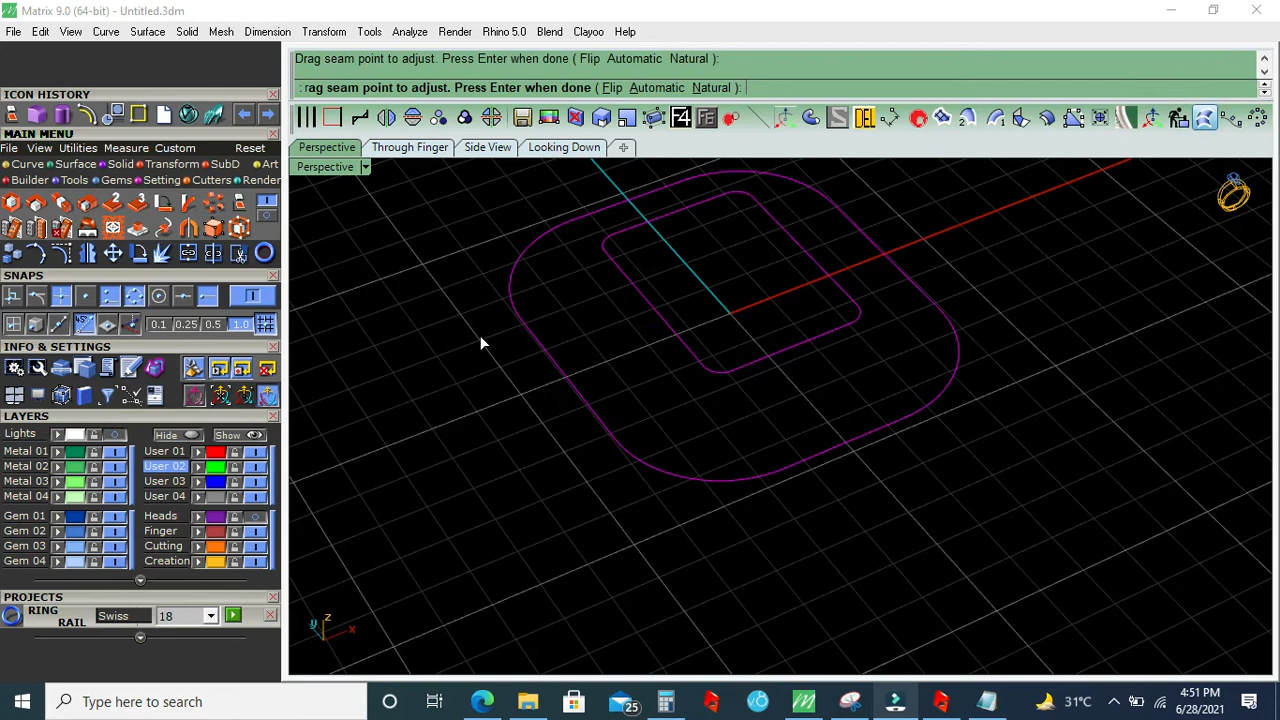 Matrix 9.0 (64-bit) - Untitled.3dm
File Edit View Curve Surface Solid Mesh Dimension Transform Tools Analyze Render Rhino 5.0 Blend Clayoo Help
Drag seam point to adjust. Press Enter when done ( Flip Automatic Natural ):
: rag seam point to adjust. Press Enter when done ( Flip Automatic Natural ):
ICON HISTORY
MAIN MENU
File View Utilities Measure Custom Reset
Curve Surface Solid Transform SubD Art
Builder Tools Gems Setting Cutters Render
F4 F6 S DEL
Perspective Through Finger Side View Looking Down
Perspective
SNAPS
45° 0.1 0.25 0.5 1.0
INFO & SETTINGS
LAYERS
Lights Hide Show
Metal 01 User 01
Metal 02 User 02
Metal 03 User 03
Metal 04 User 04
Gem 01 Heads
Gem 02 Finger
Gem 03 Cutting
Gem 04 Creation
PROJECTS
RING RAIL Swiss 18
z
y
x
Type here to search
25
31°C
4:51 PM
6/28/2021